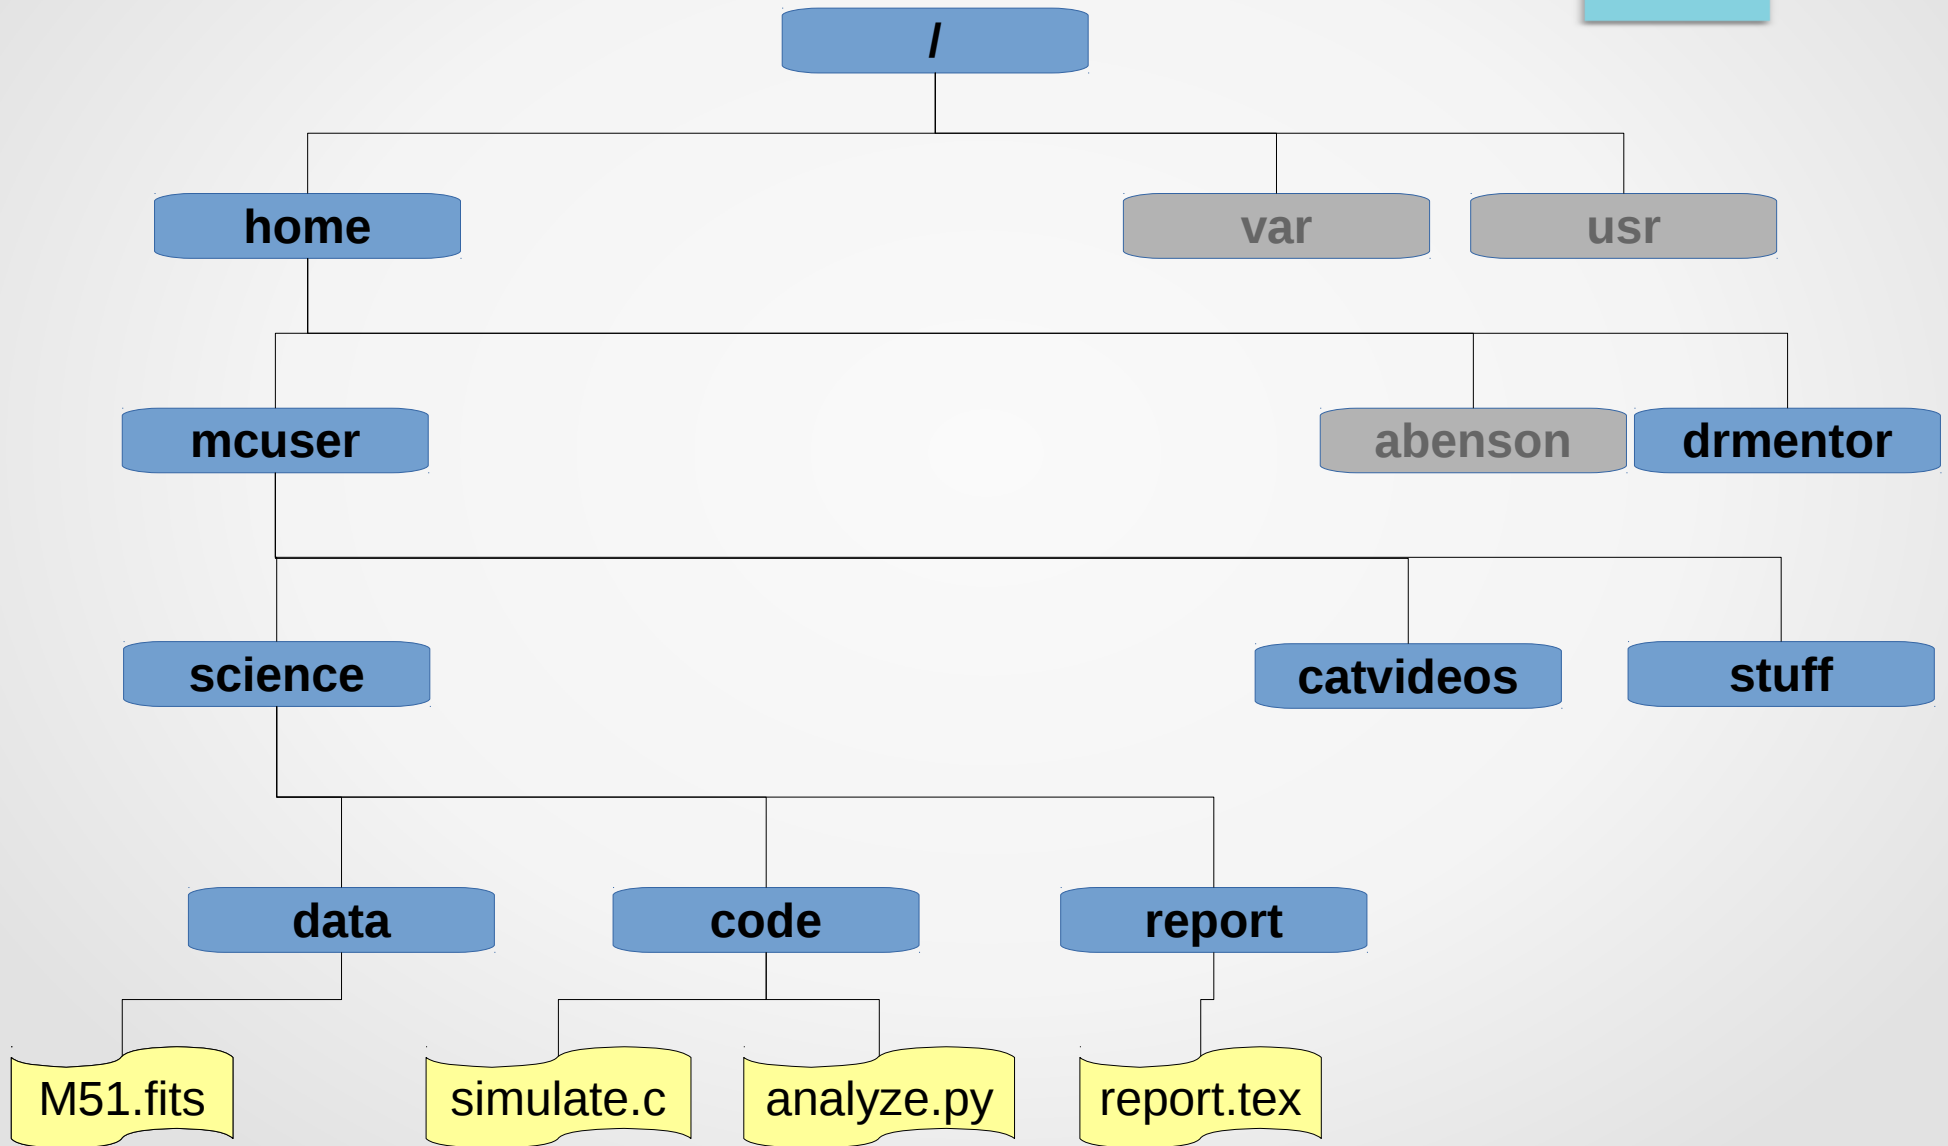 /
home
var
usr
mcuser
abenson
drmentor
science
catvideos
stuff
data
code
report
M51.fits
simulate.c
analyze.py
report.tex